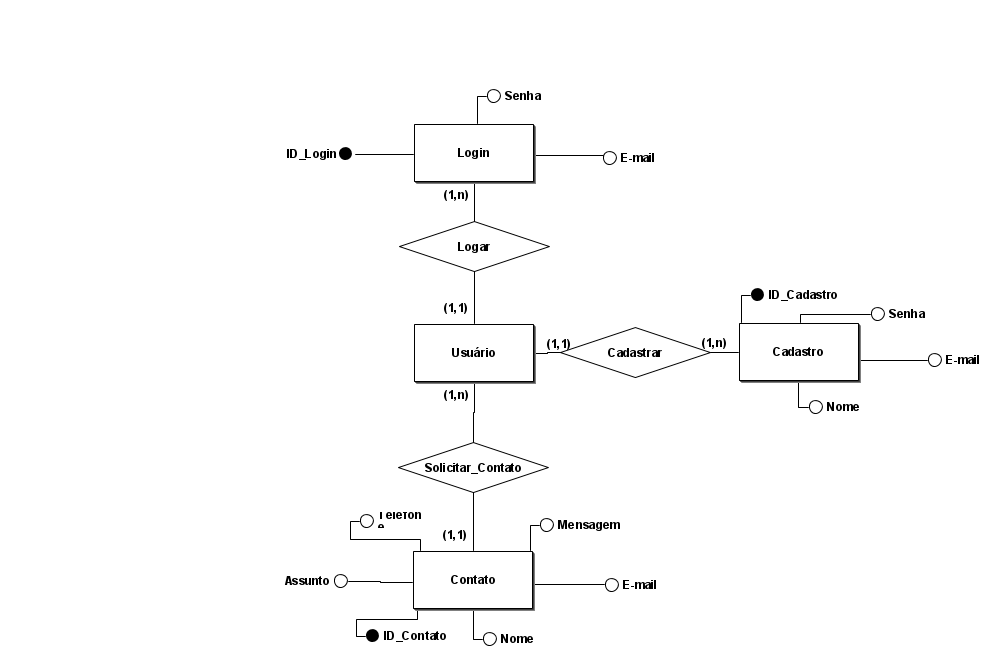 Senha
ID_Login
Login
E-mail
(1,n)
Logar
(1,1)
Usuário
(1,1)
Cadastrar
(1,n)
ID_Cadastro
Senha
Cadastro
E-mail
Nome
(1,n)
Solicitar_Contato
(1,1)
Telefon
e
Mensagem
Assunto
Contato
E-mail
ID_Contato
Nome